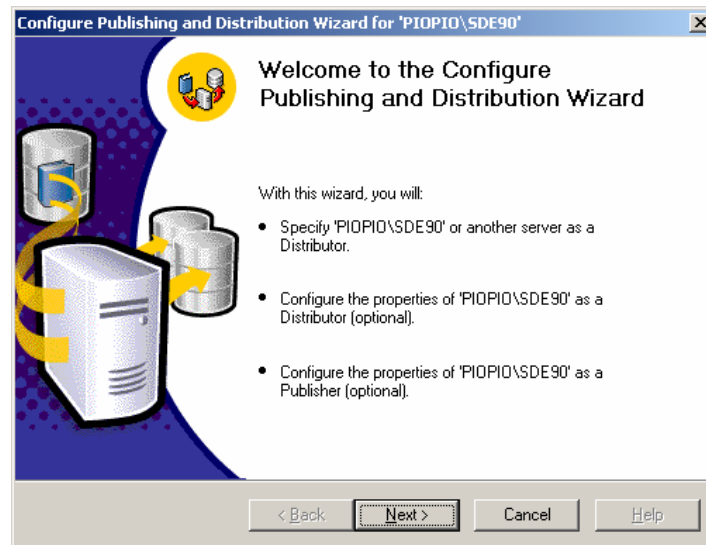 Configure Publishing and Distribution Wizard for 'PIOPIO\SDE90'
Welcome to the Configure
Publishing and Distribution Wizard
With this wizard, you will:
• Specify 'PIOPIO\SDE90' or another server as a
Distributor.
• Configure the properties of 'PIOPIO\SDE90' as a
Distributor (optional).
• Configure the properties of 'PIOPIO\SDE90' as a
Publisher (optional).
< Back
Next >
Cancel
Help